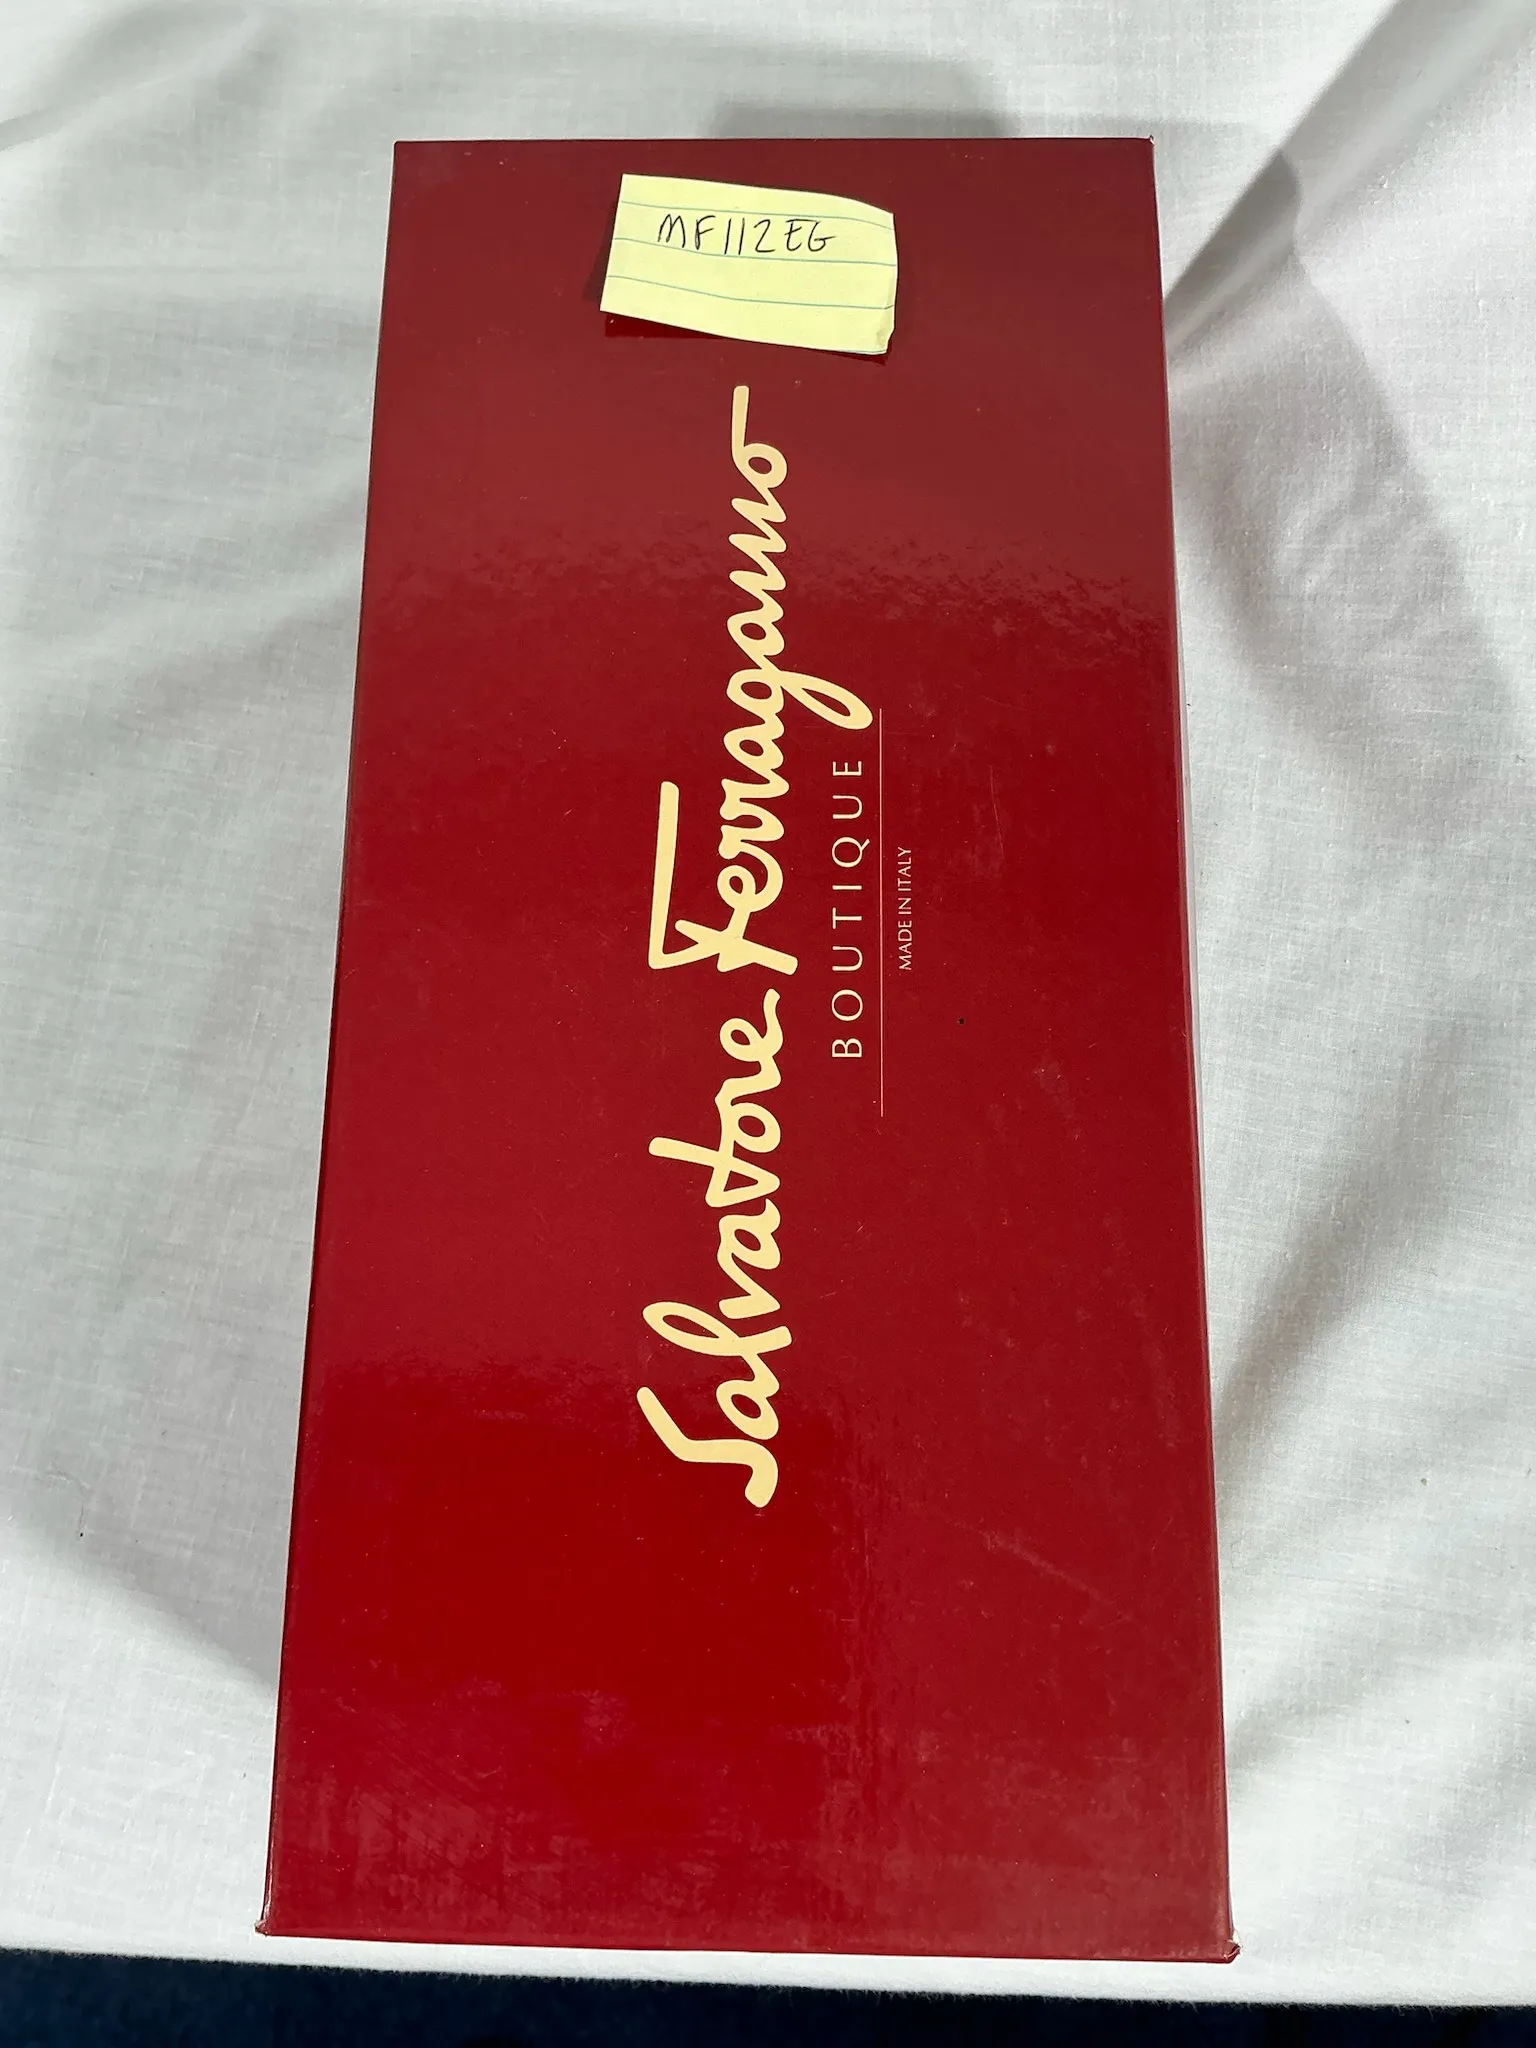 MF112EG
Salvatore Ferragamo
BOUTIQUE
MADE IN ITALY